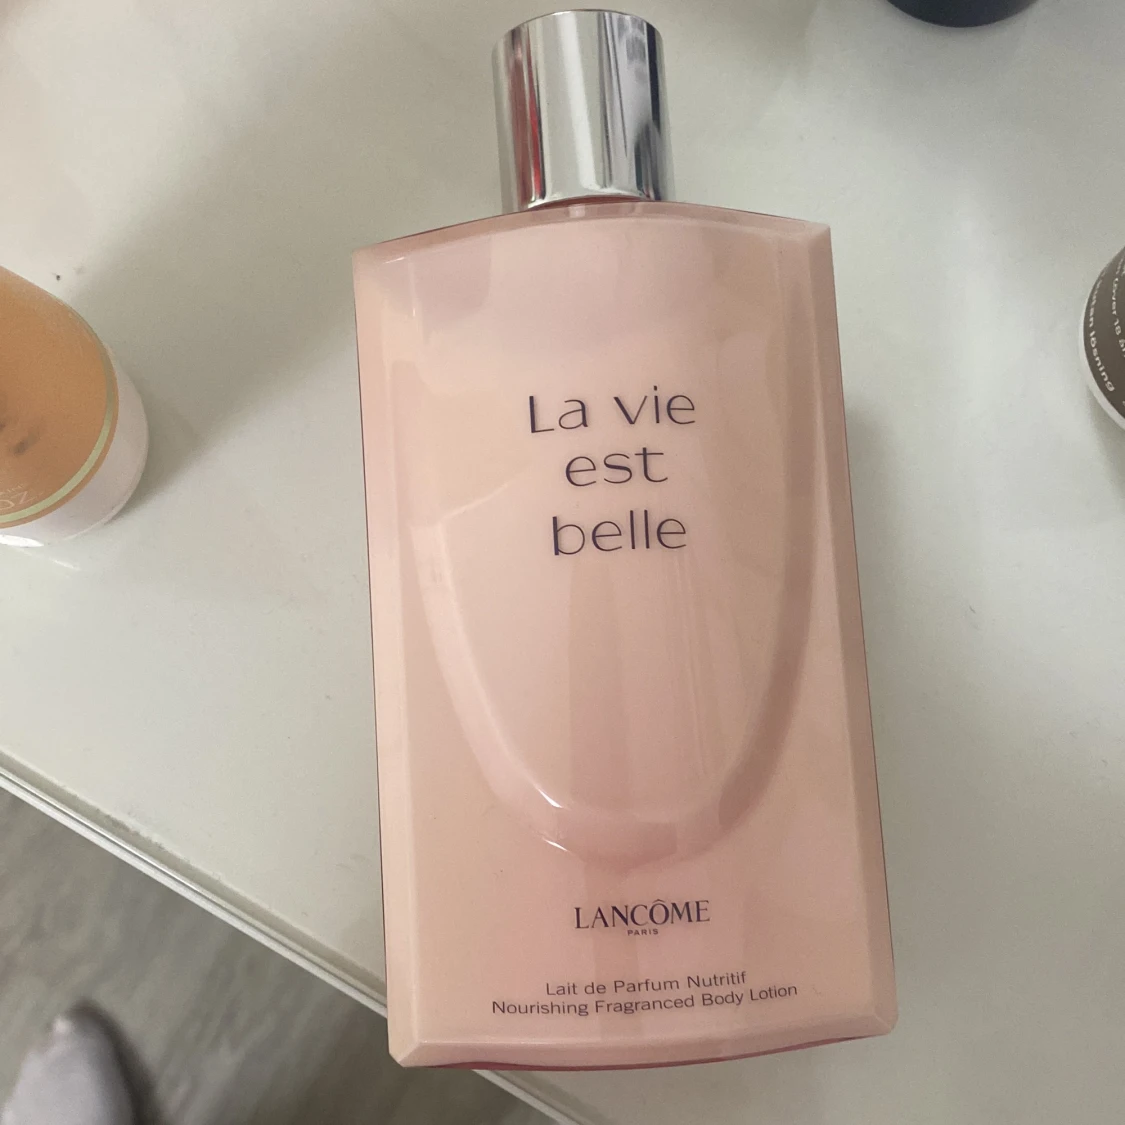 La vie
est
belle
LANCÔME
PARIS
Lait de Parfum Nutritif
Nourishing Fragranced Body Lotion